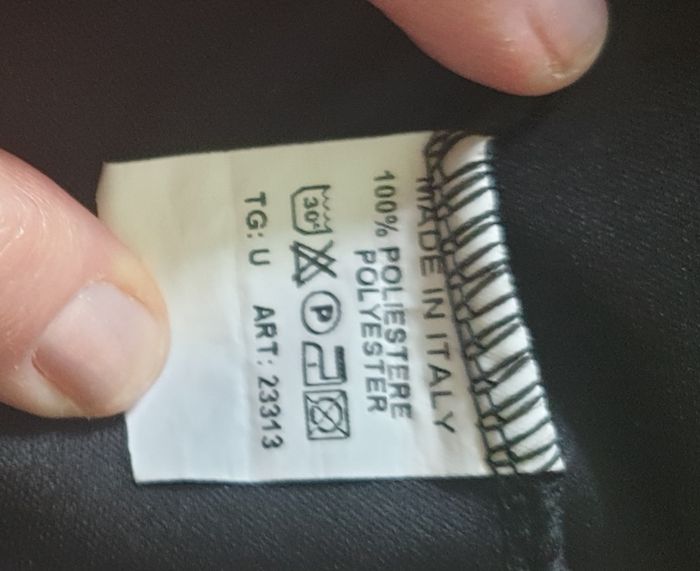 MADE IN ITALY
100% POLIESTERE
POLYESTER
30° P
TG: U ART: 23313